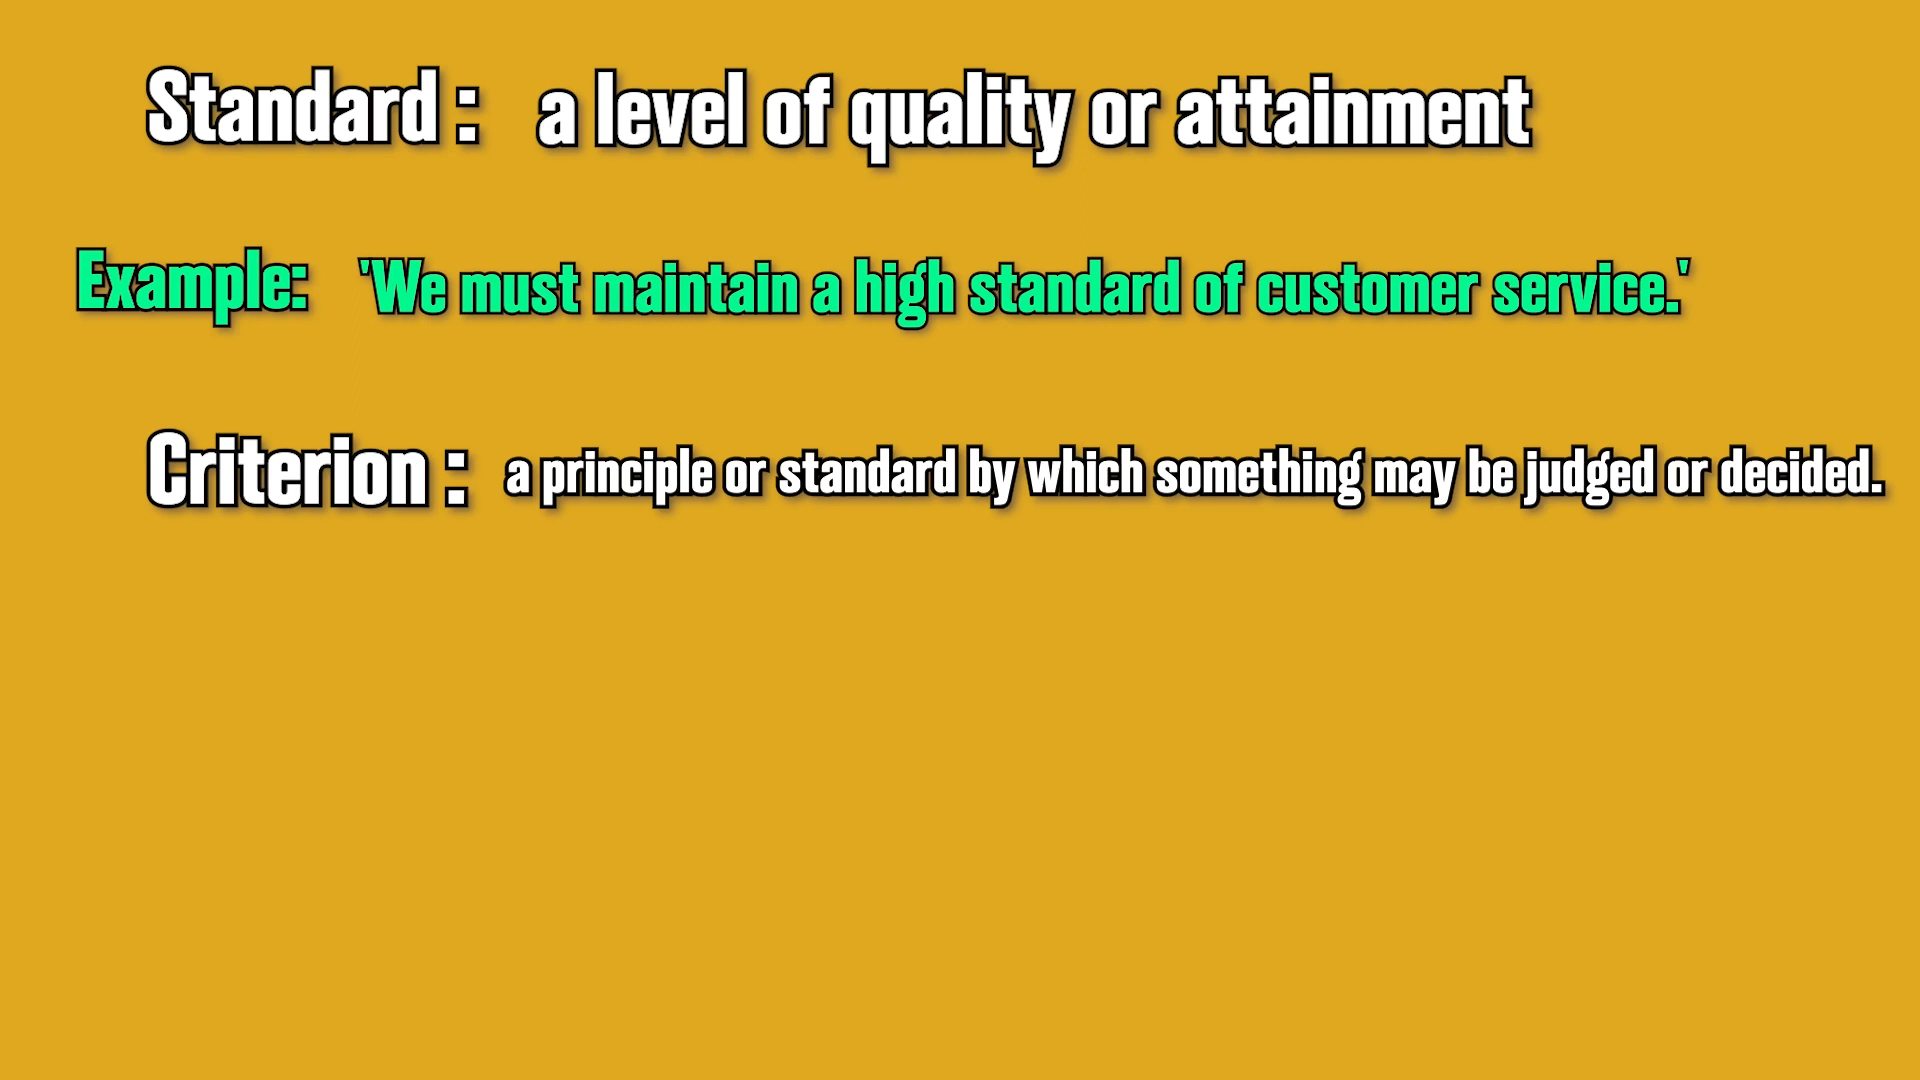 Standard : a level of quality or attainment
Example: 'We must maintain a high standard of customer service.'
Criterion : a principle or standard by which something may be judged or decided.